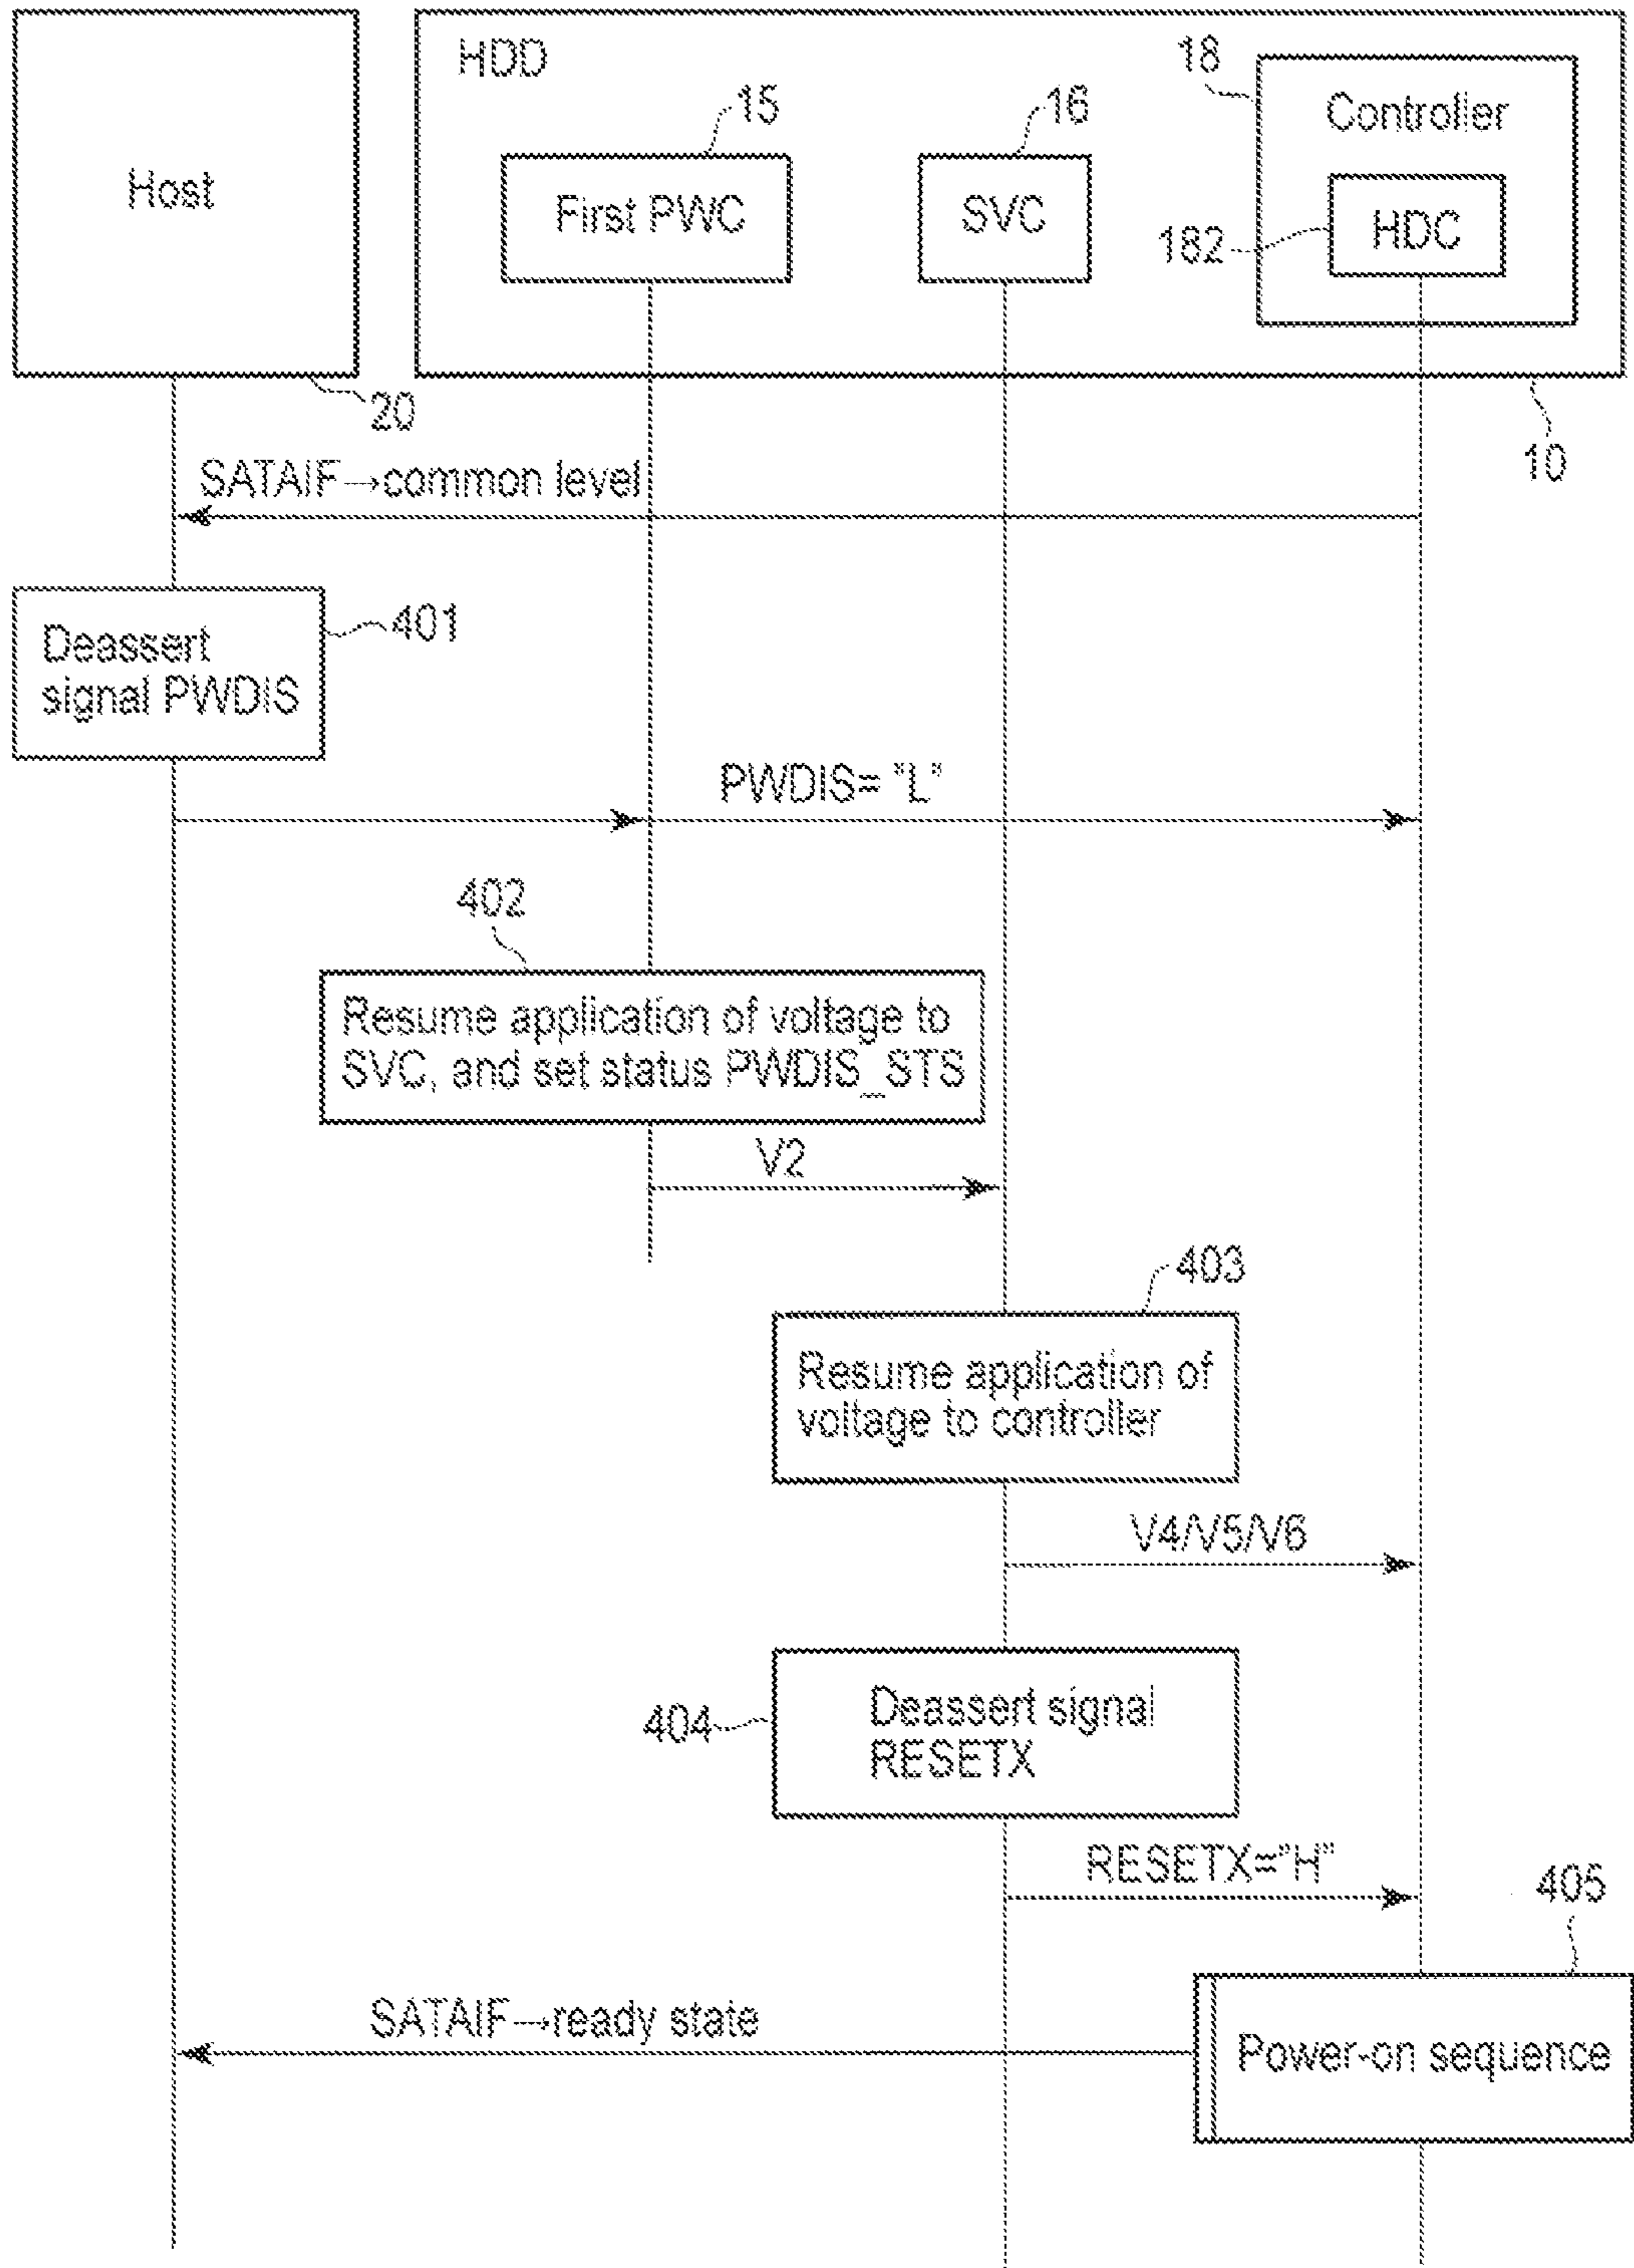 HDD
18
Controller
15
16
Host
First PWC
SVC
182
HDC
20
10
SATAIF→common level
Deassert
signal PWDIS
401
PWDIS= "L"
402
Resume application of voltage to
SVC, and set status PWDIS_STS
V2
403
Resume application of
voltage to controller
V4/V5/V6
404
Deassert signal
RESETX
RESETX="H"
405
SATAIF→ready state
Power-on sequence